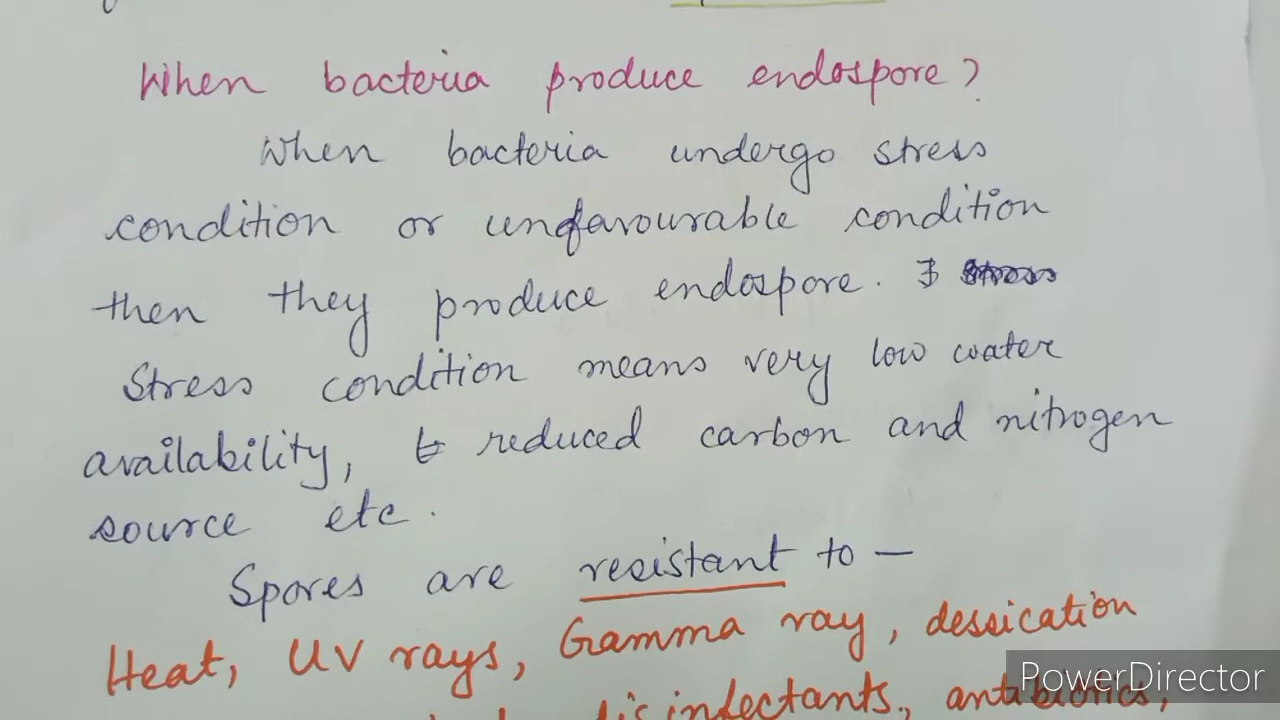 When bacteria produce endospore?
When bacteria undergo stress
condition or unfavourable condition
then they produce endospore.
Stress condition means very low water
availability, reduced carbon and nitrogen
source etc.
Spores are resistant to —
Heat, UV rays, Gamma ray, dessication
disinfectants, antibiotics,
PowerDirector